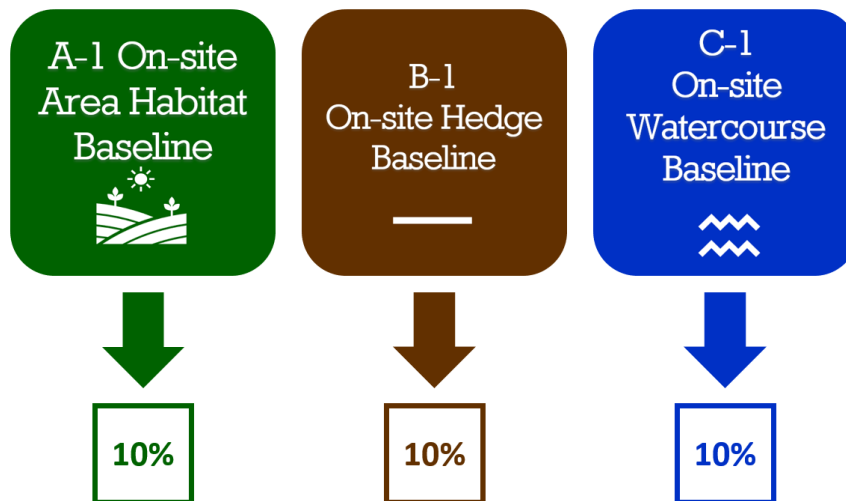 A-1 On-site
Area Habitat
Baseline
B-1
On-site Hedge
Baseline
C-1
On-site
Watercourse
Baseline
10%
10%
10%